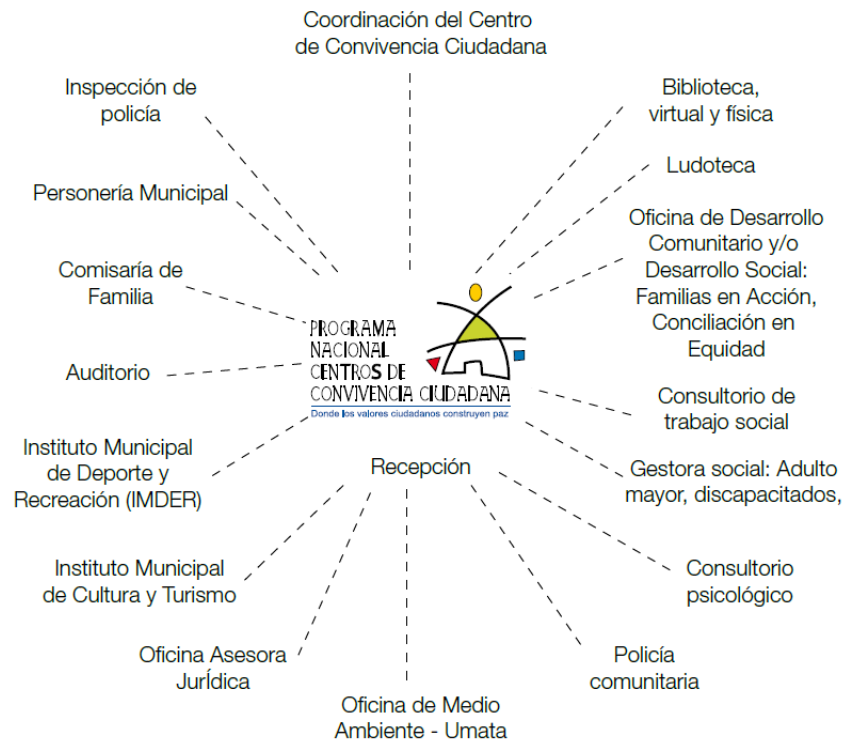 Coordinación del Centro
de Convivencia Ciudadana
Inspección de
policía
Biblioteca,
virtual y física
Personería Municipal
Ludoteca
Comisaría de
Familia
Oficina de Desarrollo
Comunitario y/o
Desarrollo Social:
Familias en Acción,
Conciliación en
Equidad
PROGRAMA
NACIONAL
CENTROS DE
CONVIVENCIA CIUDADANA
Donde los valores ciudadanos construyen paz
Auditorio
Consultorio de
trabajo social
Instituto Municipal
de Deporte y
Recreación (IMDER)
Recepción
Gestora social: Adulto
mayor, discapacitados,
Instituto Municipal
de Cultura y Turismo
Consultorio
psicológico
Oficina Asesora
JurÍdica
Policía
comunitaria
Oficina de Medio
Ambiente - Umata